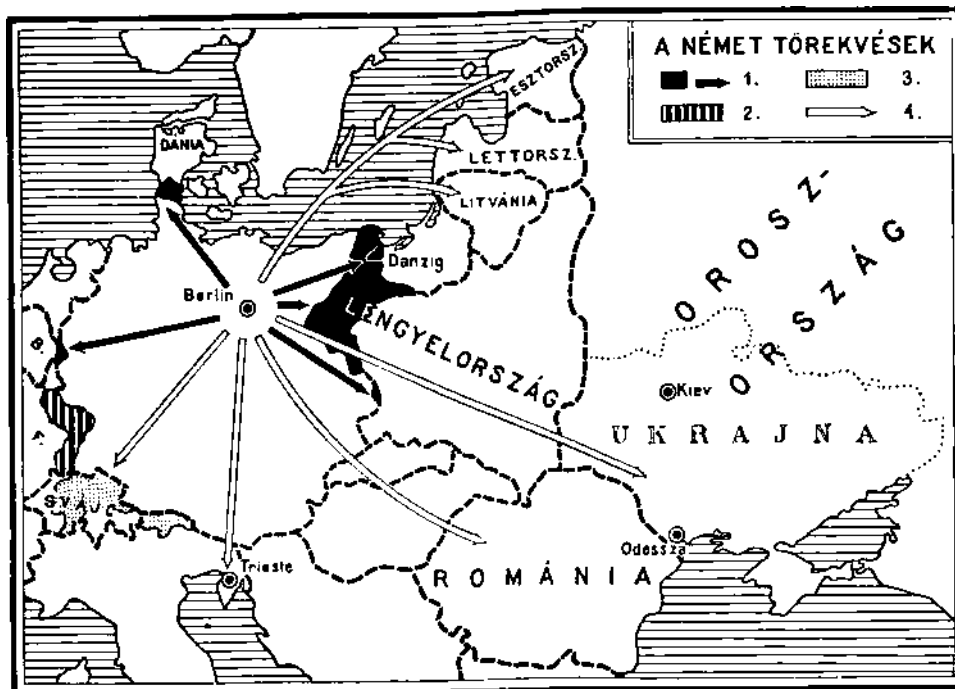 A NÉMET TÖREKVÉSEK
1.
3.
2.
4.
ESZTORSZ.
DÁNIA
LETTORSZ.
LITVÁNIA
OROSZ-
ORSZÁG
Danzig
Berlin
LENGYELORSZÁG
B.
Kiev
UKRAJNA
F.
Odessza
Trieste
ROMÁNIA